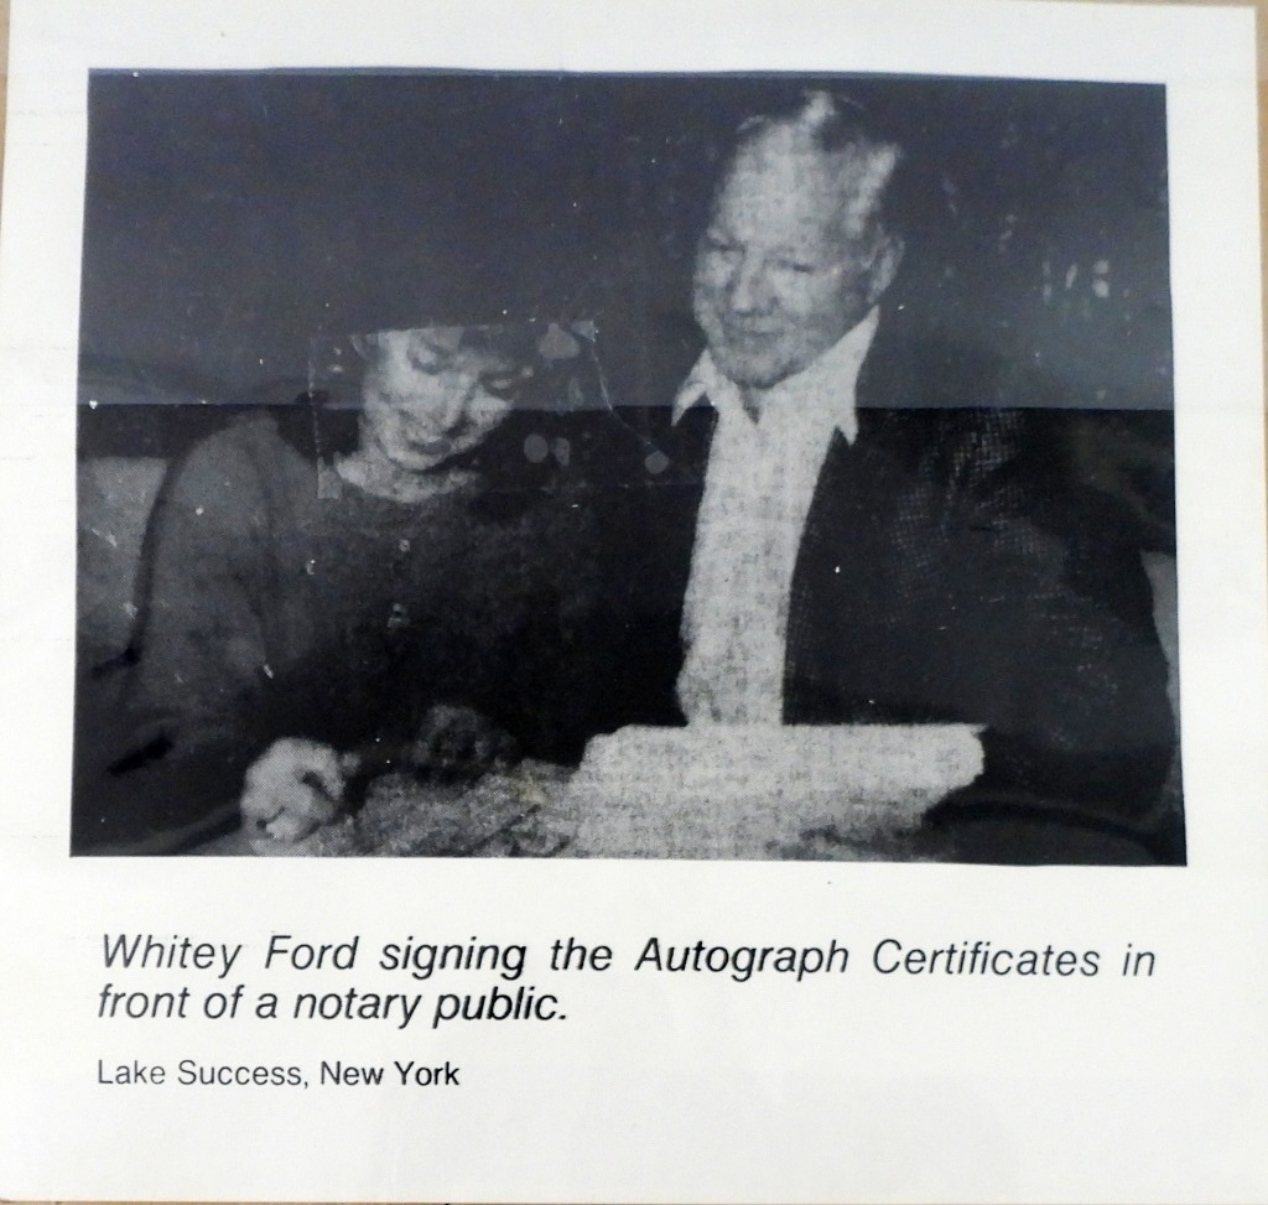 Whitey Ford signing the Autograph Certificates in
front of a notary public.
Lake Success, New York